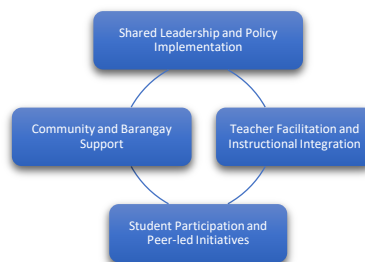 Shared Leadership and Policy
Implementation
Community and Barangay
Support
Teacher Facilitation and
Instructional Integration
Student Participation and
Peer-led Initiatives